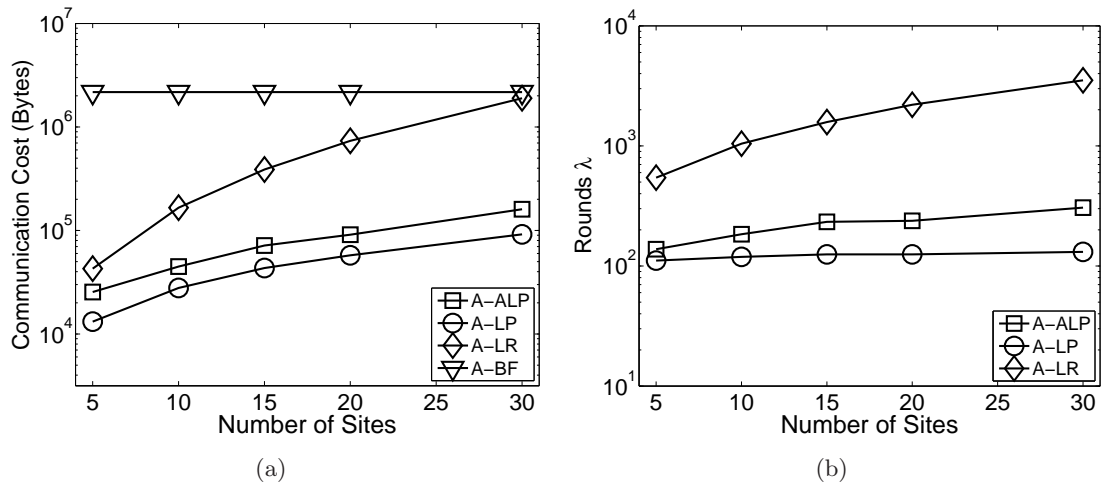 10^7
10^6
10^5
10^4
Communication Cost (Bytes)
A-ALP
A-LP
A-LR
A-BF
5 10 15 20 25 30
Number of Sites
(a)
10^4
10^3
10^2
10^1
Rounds λ
A-ALP
A-LP
A-LR
5 10 15 20 25 30
Number of Sites
(b)